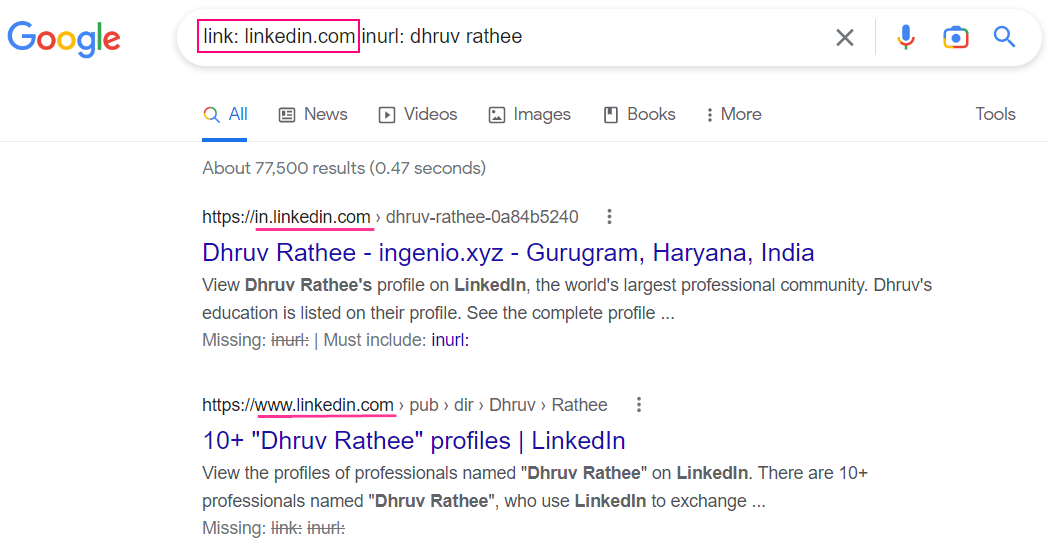 Google
link: linkedin.com inurl: dhruv rathee
All News Videos Images Books More Tools
About 77,500 results (0.47 seconds)
https://in.linkedin.com › dhruv-rathee-0a84b5240
Dhruv Rathee - ingenio.xyz - Gurugram, Haryana, India
View Dhruv Rathee's profile on LinkedIn, the world's largest professional community. Dhruv's
education is listed on their profile. See the complete profile ...
Missing: inurl: | Must include: inurl:
https://www.linkedin.com › pub › dir › Dhruv › Rathee
10+ "Dhruv Rathee" profiles | LinkedIn
View the profiles of professionals named "Dhruv Rathee" on LinkedIn. There are 10+
professionals named "Dhruv Rathee", who use LinkedIn to exchange ...
Missing: link: inurl: